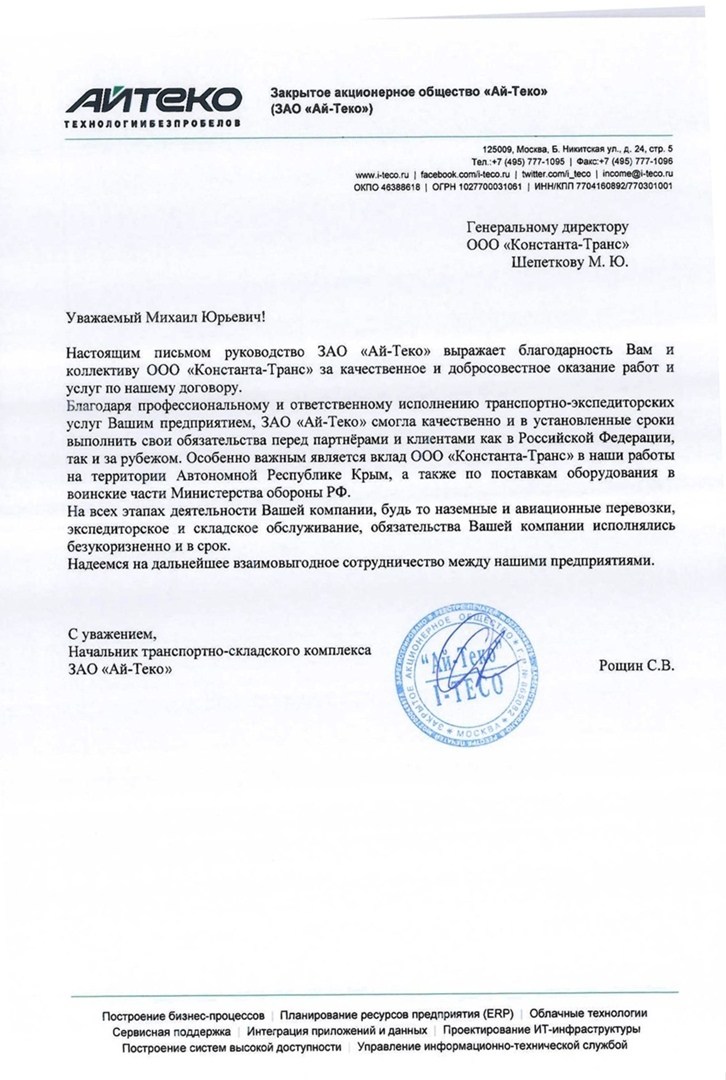 АЙТЕКО
ТЕХНОЛОГИИБЕЗПРОБЕЛОВ
Закрытое акционерное общество «Ай-Теко»
(ЗАО «Ай-Теко»)
125009, Москва, Б. Никитская ул., д. 24, стр. 5
Тел.:+7 (495) 777-1095 | Факс:+7 (495) 777-1096
www.i-teco.ru | facebook.com/i-teco.ru | twitter.com/i_teco | income@i-teco.ru
ОКПО 46388618 | ОГРН 1027700031061 | ИНН/КПП 7704160892/770301001
Генеральному директору
ООО «Константа-Транс»
Шепеткову М. Ю.
Уважаемый Михаил Юрьевич!
Настоящим письмом руководство ЗАО «Ай-Теко» выражает благодарность Вам и
коллективу ООО «Константа-Транс» за качественное и добросовестное оказание работ и
услуг по нашему договору.
Благодаря профессиональному и ответственному исполнению транспортно-экспедиторских
услуг Вашим предприятием, ЗАО «Ай-Теко» смогла качественно и в установленные сроки
выполнить свои обязательства перед партнёрами и клиентами как в Российской Федерации,
так и за рубежом. Особенно важным является вклад ООО «Константа-Транс» в наши работы
на территории Автономной Республике Крым, а также по поставкам оборудования в
воинские части Министерства обороны РФ.
На всех этапах деятельности Вашей компании, будь то наземные и авиационные перевозки,
экспедиторское и складское обслуживание, обязательства Вашей компании исполнялись
безукоризненно и в срок.
Надеемся на дальнейшее взаимовыгодное сотрудничество между нашими предприятиями.
С уважением,
Начальник транспортно-складского комплекса
ЗАО «Ай-Теко»
ЗАКРЫТОЕ АКЦИОНЕРНОЕ ОБЩЕСТВО
МОСКВА
"Ай-Теко"
I-TECO
Рощин С.В.
Построение бизнес-процессов | Планирование ресурсов предприятия (ERP) | Облачные технологии
Сервисная поддержка | Интеграция приложений и данных | Проектирование ИТ-инфраструктуры
Построение систем высокой доступности | Управление информационно-технической службой